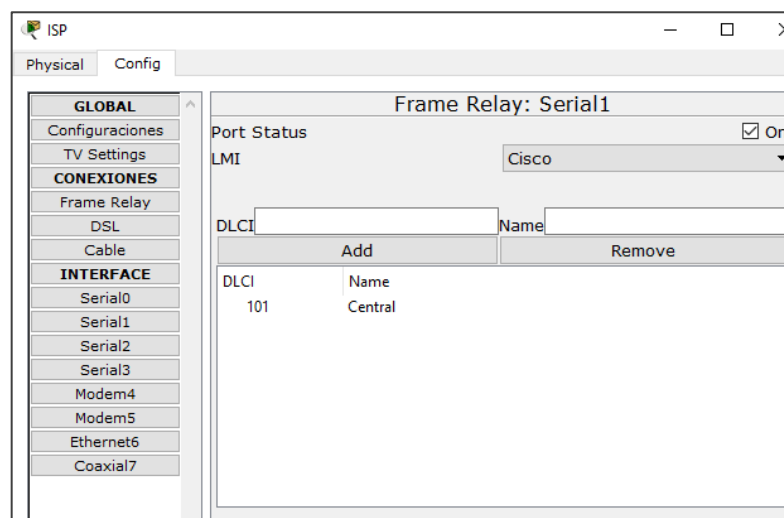 ISP
Physical Config
GLOBAL
Configuraciones
TV Settings
CONEXIONES
Frame Relay
DSL
Cable
INTERFACE
Serial0
Serial1
Serial2
Serial3
Modem4
Modem5
Ethernet6
Coaxial7
Frame Relay: Serial1
Port Status On
LMI Cisco
DLCI Name
Add Remove
DLCI Name
101 Central